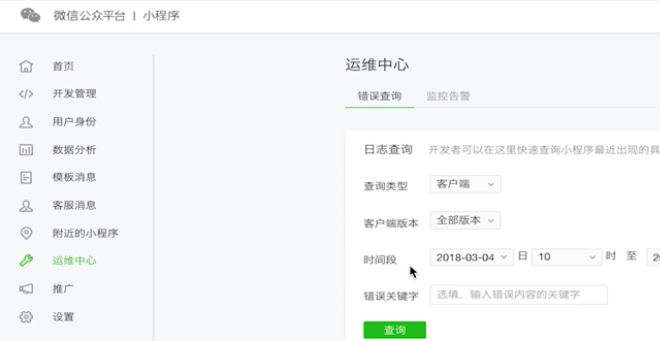 微信公众平台 | 小程序
首页
开发管理
用户身份
数据分析
模板消息
客服消息
附近的小程序
运维中心
推广
设置
运维中心
错误查询 监控告警
日志查询 开发者可以在这里快速查询小程序最近出现的具
查询类型 客户端
客户端版本 全部版本
时间段 2018-03-04 日 10 时 至 20
错误关键字 选填，输入错误内容的关键字
查询